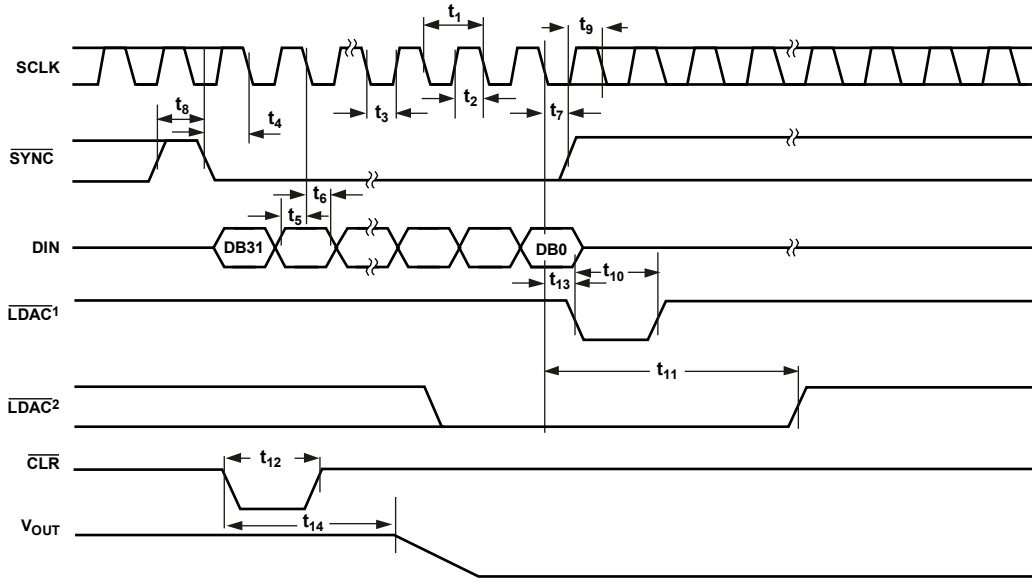 t1
t9
SCLK
t8
t4
t3
t2
t7
SYNC
t6
t5
DIN
DB31
DB0
t13
t10
LDAC1
t11
LDAC2
CLR
t12
t14
VOUT